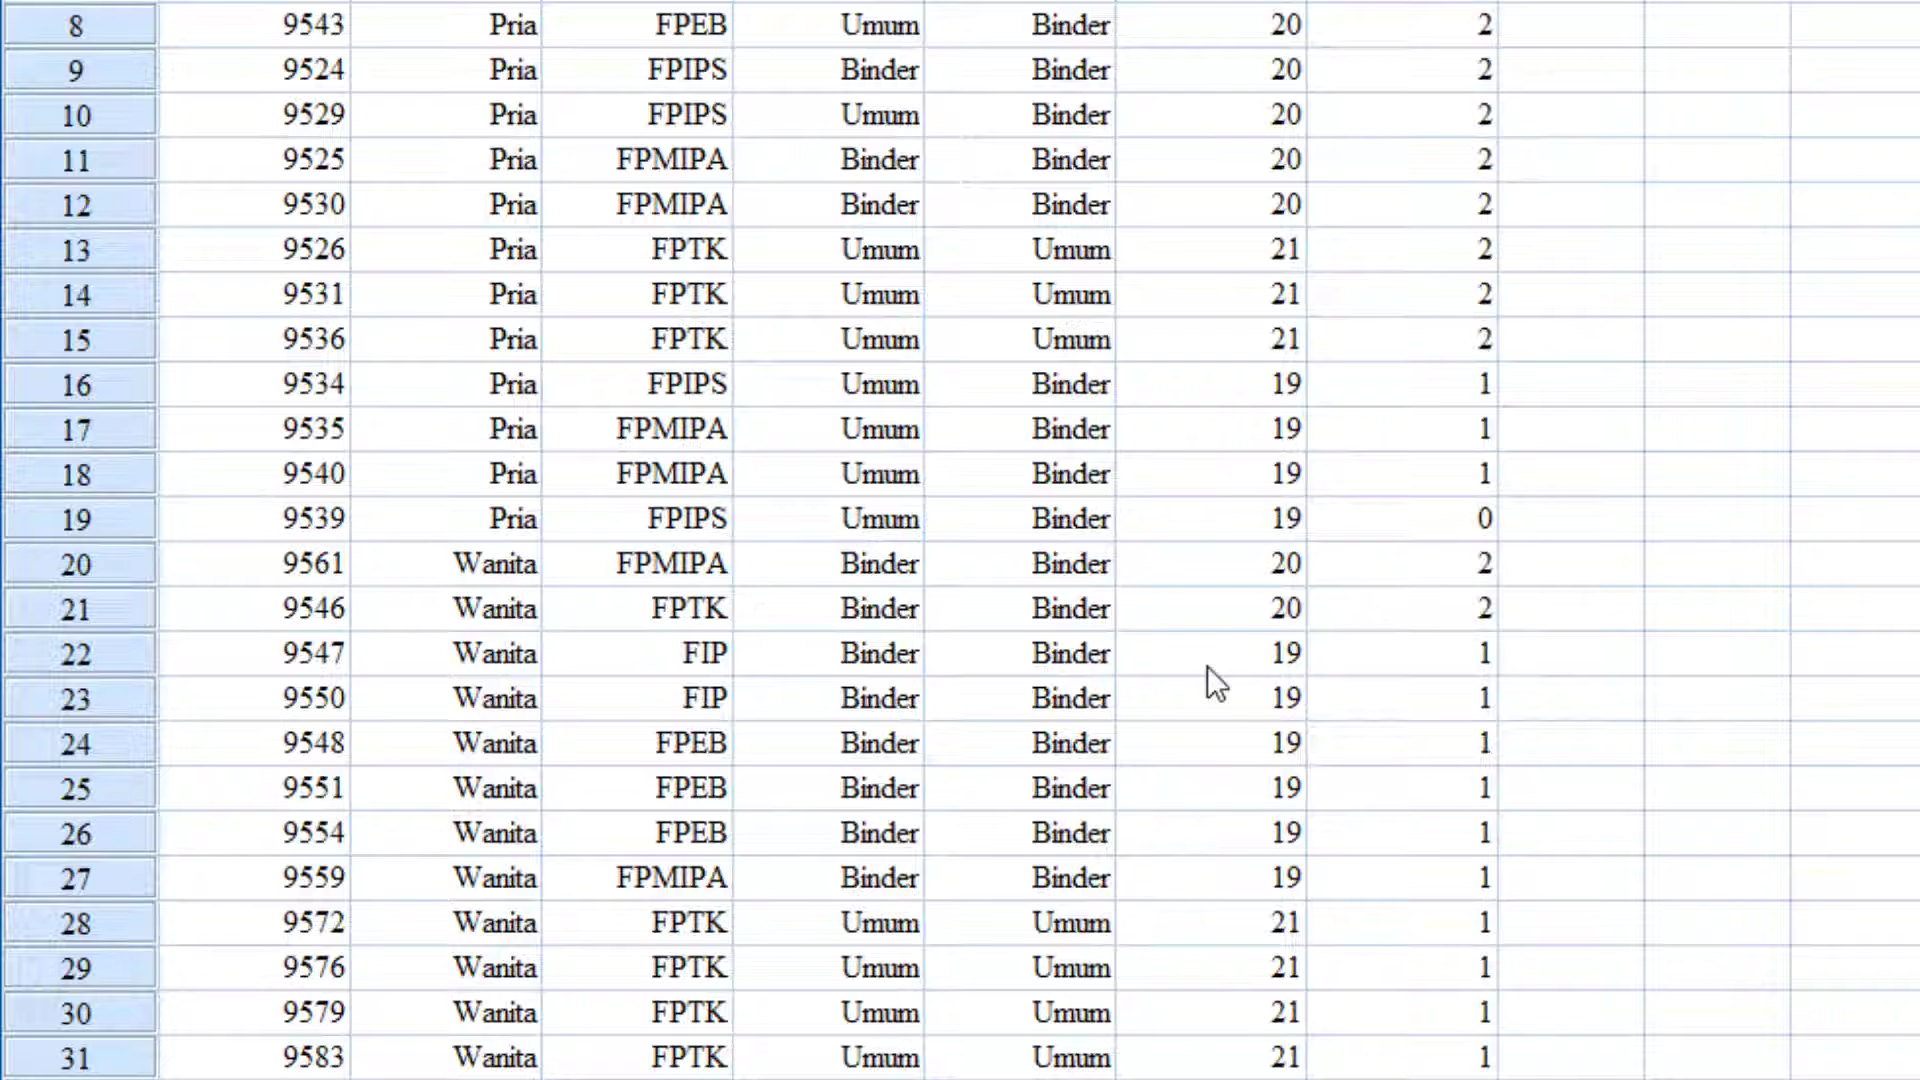 8 9543 Pria FPEB Umum Binder 20 2
9 9524 Pria FPIPS Binder Binder 20 2
10 9529 Pria FPIPS Umum Binder 20 2
11 9525 Pria FPMIPA Binder Binder 20 2
12 9530 Pria FPMIPA Binder Binder 20 2
13 9526 Pria FPTK Umum Umum 21 2
14 9531 Pria FPTK Umum Umum 21 2
15 9536 Pria FPTK Umum Umum 21 2
16 9534 Pria FPIPS Umum Binder 19 1
17 9535 Pria FPMIPA Umum Binder 19 1
18 9540 Pria FPMIPA Umum Binder 19 1
19 9539 Pria FPIPS Umum Binder 19 0
20 9561 Wanita FPMIPA Binder Binder 20 2
21 9546 Wanita FPTK Binder Binder 20 2
22 9547 Wanita FIP Binder Binder 19 1
23 9550 Wanita FIP Binder Binder 19 1
24 9548 Wanita FPEB Binder Binder 19 1
25 9551 Wanita FPEB Binder Binder 19 1
26 9554 Wanita FPEB Binder Binder 19 1
27 9559 Wanita FPMIPA Binder Binder 19 1
28 9572 Wanita FPTK Umum Umum 21 1
29 9576 Wanita FPTK Umum Umum 21 1
30 9579 Wanita FPTK Umum Umum 21 1
31 9583 Wanita FPTK Umum Umum 21 1